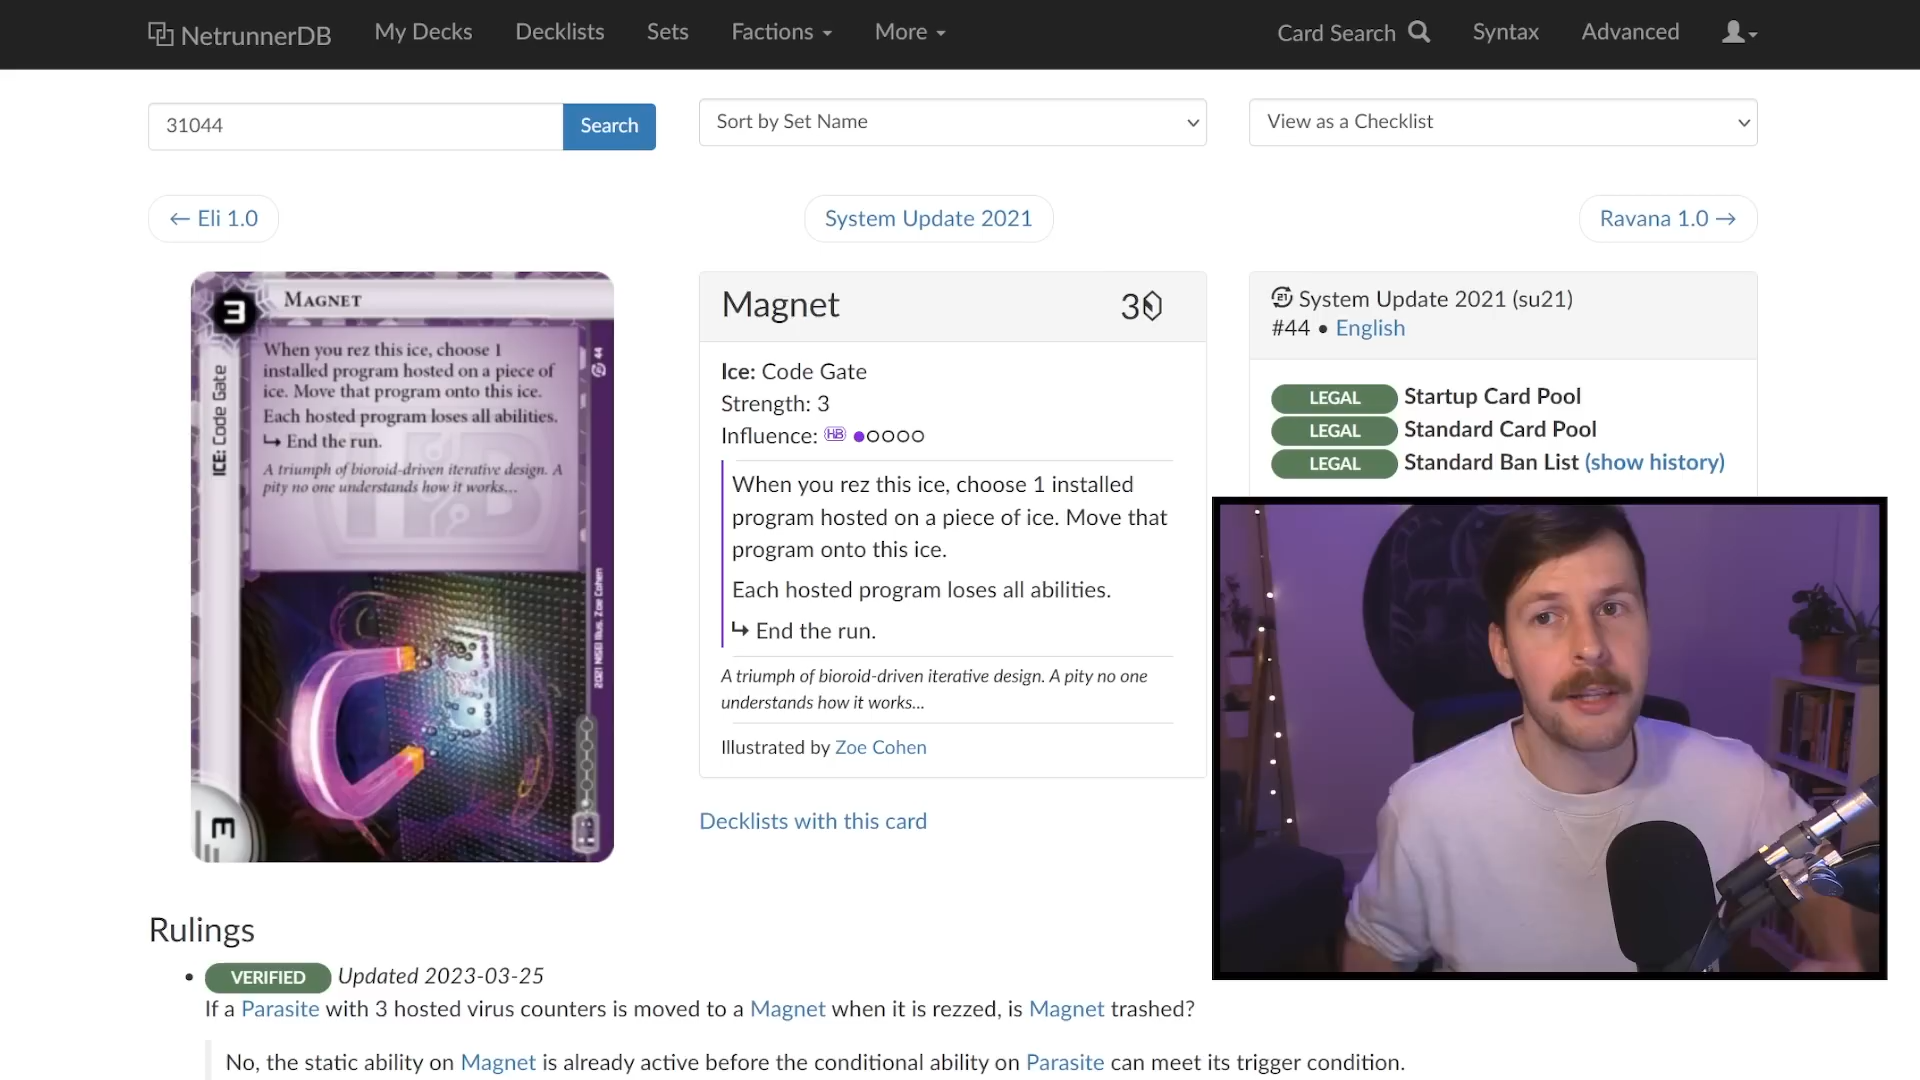 NetrunnerDB
My Decks
Decklists
Sets
Factions
More
Card Search
Syntax
Advanced
31044
Search
Sort by Set Name
View as a Checklist
← Eli 1.0
System Update 2021
Ravana 1.0 →
3
MAGNET
ICE: Code Gate
When you rez this ice, choose 1
installed program hosted on a piece of
ice. Move that program onto this ice.
Each hosted program loses all abilities.
↳ End the run.
A triumph of bioroid-driven iterative design. A
pity no one understands how it works...
44
2021 NSEI Illus. Zoe Cohen
3
Magnet
3
Ice: Code Gate
Strength: 3
Influence: HB ●○○○○
When you rez this ice, choose 1 installed
program hosted on a piece of ice. Move that
program onto this ice.
Each hosted program loses all abilities.
↳ End the run.
A triumph of bioroid-driven iterative design. A pity no one
understands how it works...
Illustrated by Zoe Cohen
Decklists with this card
System Update 2021 (su21)
#44 • English
LEGAL Startup Card Pool
LEGAL Standard Card Pool
LEGAL Standard Ban List (show history)
Rulings
• VERIFIED Updated 2023-03-25
If a Parasite with 3 hosted virus counters is moved to a Magnet when it is rezzed, is Magnet trashed?
No, the static ability on Magnet is already active before the conditional ability on Parasite can meet its trigger condition.